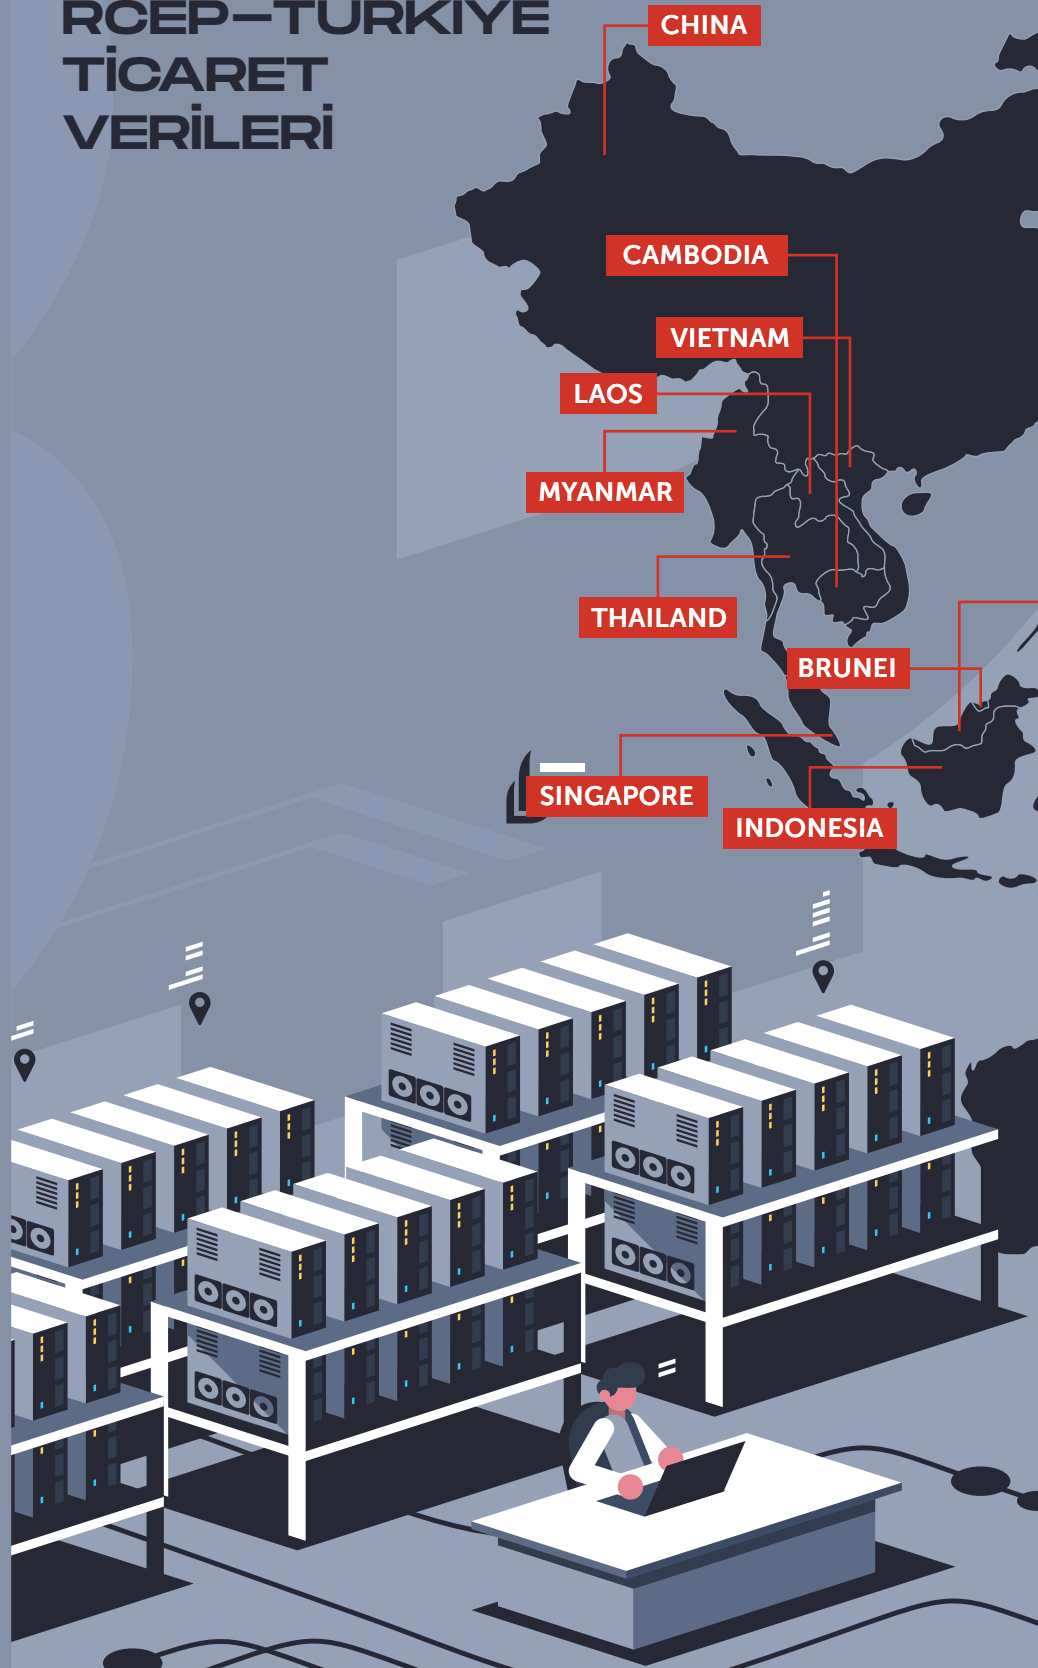 RCEP–TÜRKİYE
TİCARET
VERİLERİ
CHINA
CAMBODIA
VIETNAM
LAOS
MYANMAR
THAILAND
BRUNEI
SINGAPORE
INDONESIA